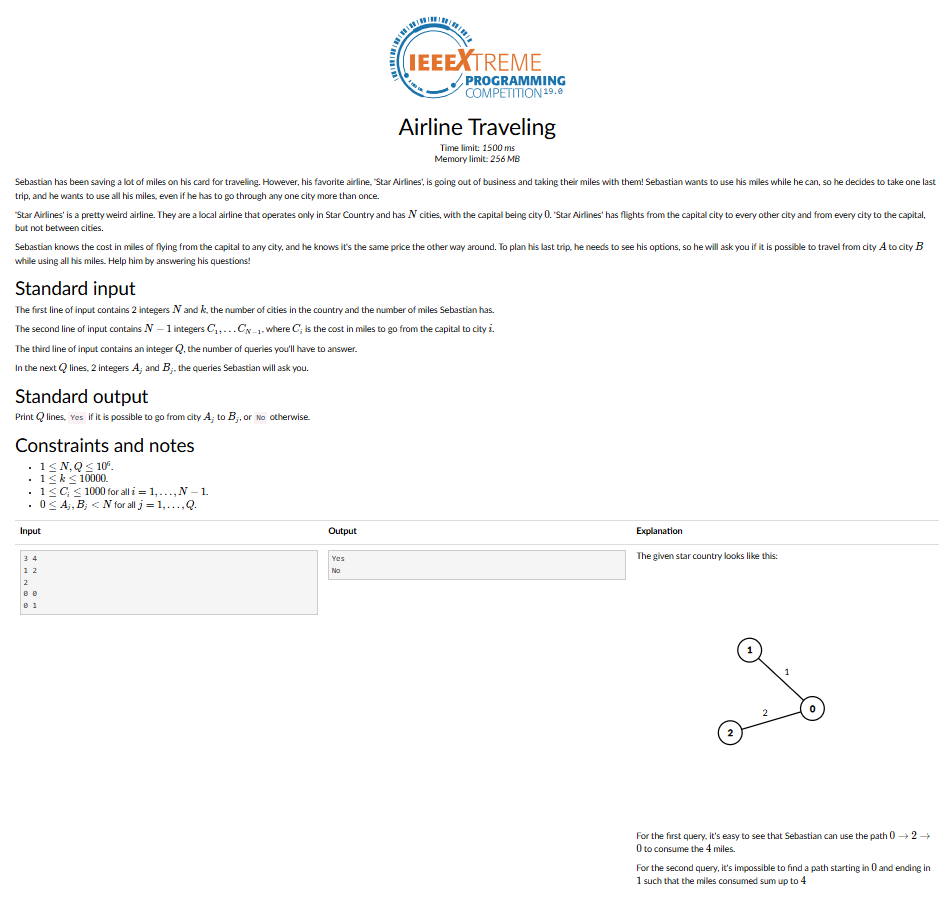 IEEEXTREME
PROGRAMMING
COMPETITION 19.0
Airline Traveling
Time limit: 1500 ms
Memory limit: 256 MB
Sebastian has been saving a lot of miles on his card for traveling. However, his favorite airline, 'Star Airlines', is going out of business and taking their miles with them! Sebastian wants to use his miles while he can, so he decides to take one last
trip, and he wants to use all his miles, even if he has to go through any one city more than once.
'Star Airlines' is a pretty weird airline. They are a local airline that operates only in Star Country and has N cities, with the capital being city 0. 'Star Airlines' has flights from the capital city to every other city and from every city to the capital,
but not between cities.
Sebastian knows the cost in miles of flying from the capital to any city, and he knows it's the same price the other way around. To plan his last trip, he needs to see his options, so he will ask you if it is possible to travel from city A to city B
while using all his miles. Help him by answering his questions!
Standard input
The first line of input contains 2 integers N and k, the number of cities in the country and the number of miles Sebastian has.
The second line of input contains N − 1 integers C₁, . . . C_{N−1}, where C_i is the cost in miles to go from the capital to city i.
The third line of input contains an integer Q, the number of queries you'll have to answer.
In the next Q lines, 2 integers A_j and B_j, the queries Sebastian will ask you.
Standard output
Print Q lines, Yes if it is possible to go from city A_j to B_j, or No otherwise.
Constraints and notes
• 1 ≤ N, Q ≤ 10⁶.
• 1 ≤ k ≤ 10000.
• 1 ≤ C_i ≤ 1000 for all i = 1, . . . , N − 1.
• 0 ≤ A_j, B_j < N for all j = 1, . . . , Q.
Input Output Explanation
3 4
1 2
2
0 0
0 1
Yes
No
The given star country looks like this:
1
1
0
2
2
For the first query, it's easy to see that Sebastian can use the path 0 → 2 →
0 to consume the 4 miles.
For the second query, it's impossible to find a path starting in 0 and ending in
1 such that the miles consumed sum up to 4